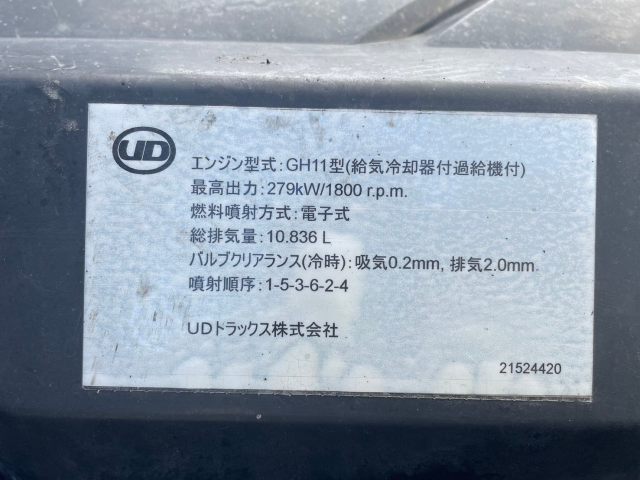 UD
エンジン型式:GH11型(給気冷却器付過給機付)
最高出力:279kW/1800 r.p.m.
燃料噴射方式:電子式
総排気量:10.836 L
バルブクリアランス(冷時):吸気0.2mm, 排気2.0mm
噴射順序:1-5-3-6-2-4
UDトラックス株式会社
21524420